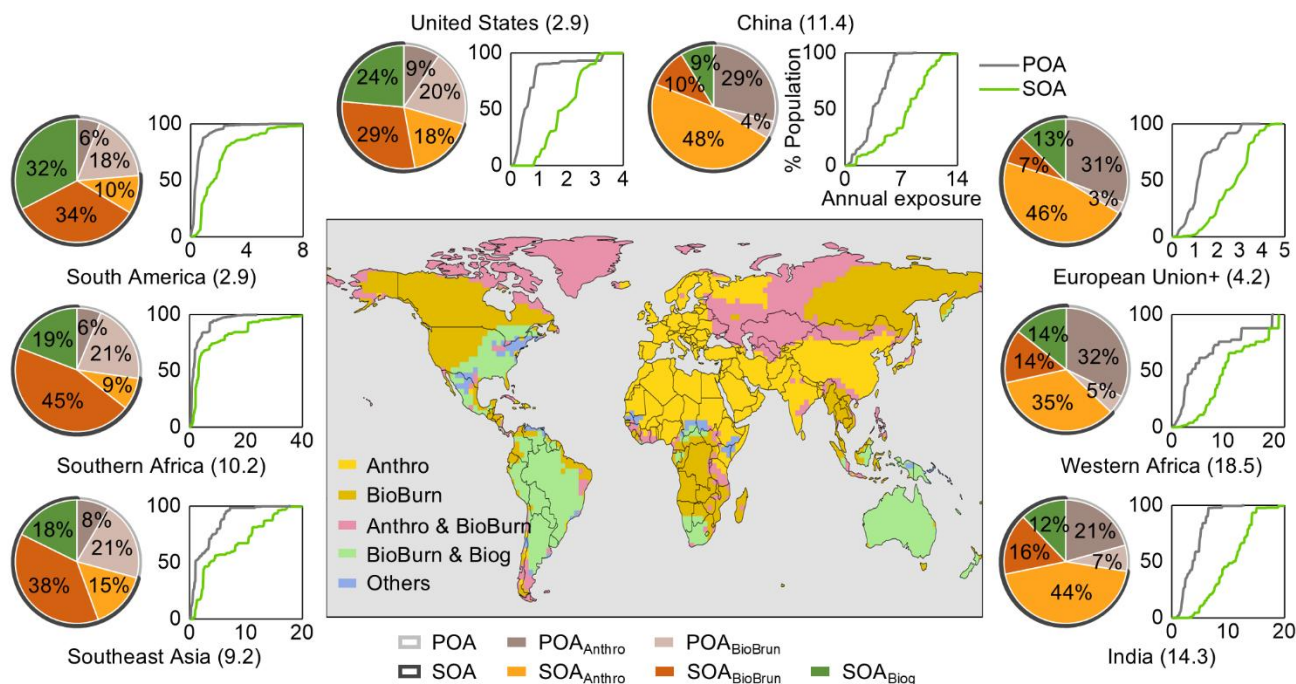 United States (2.9)
24%
9%
20%
29%
18%
100
50
0
0 1 2 3 4
China (11.4)
9%
29%
10%
4%
48%
% Population
100
50
0
0 7 14
Annual exposure
POA
SOA
6%
32%
18%
10%
34%
100
50
0
0 4 8
South America (2.9)
13%
31%
7%
3%
46%
100
50
0
0 1 2 3 4 5
European Union+ (4.2)
19%
6%
21%
9%
45%
100
50
0
0 20 40
Southern Africa (10.2)
14%
32%
14%
5%
35%
100
50
0
0 10 20
Western Africa (18.5)
18%
8%
21%
38%
15%
100
50
0
0 10 20
Southeast Asia (9.2)
12%
21%
16%
7%
44%
100
50
0
0 10 20
India (14.3)
Anthro
BioBurn
Anthro & BioBurn
BioBurn & Biog
Others
POA POAAnthro POABioBrun
SOA SOAAnthro SOABioBrun SOABiog